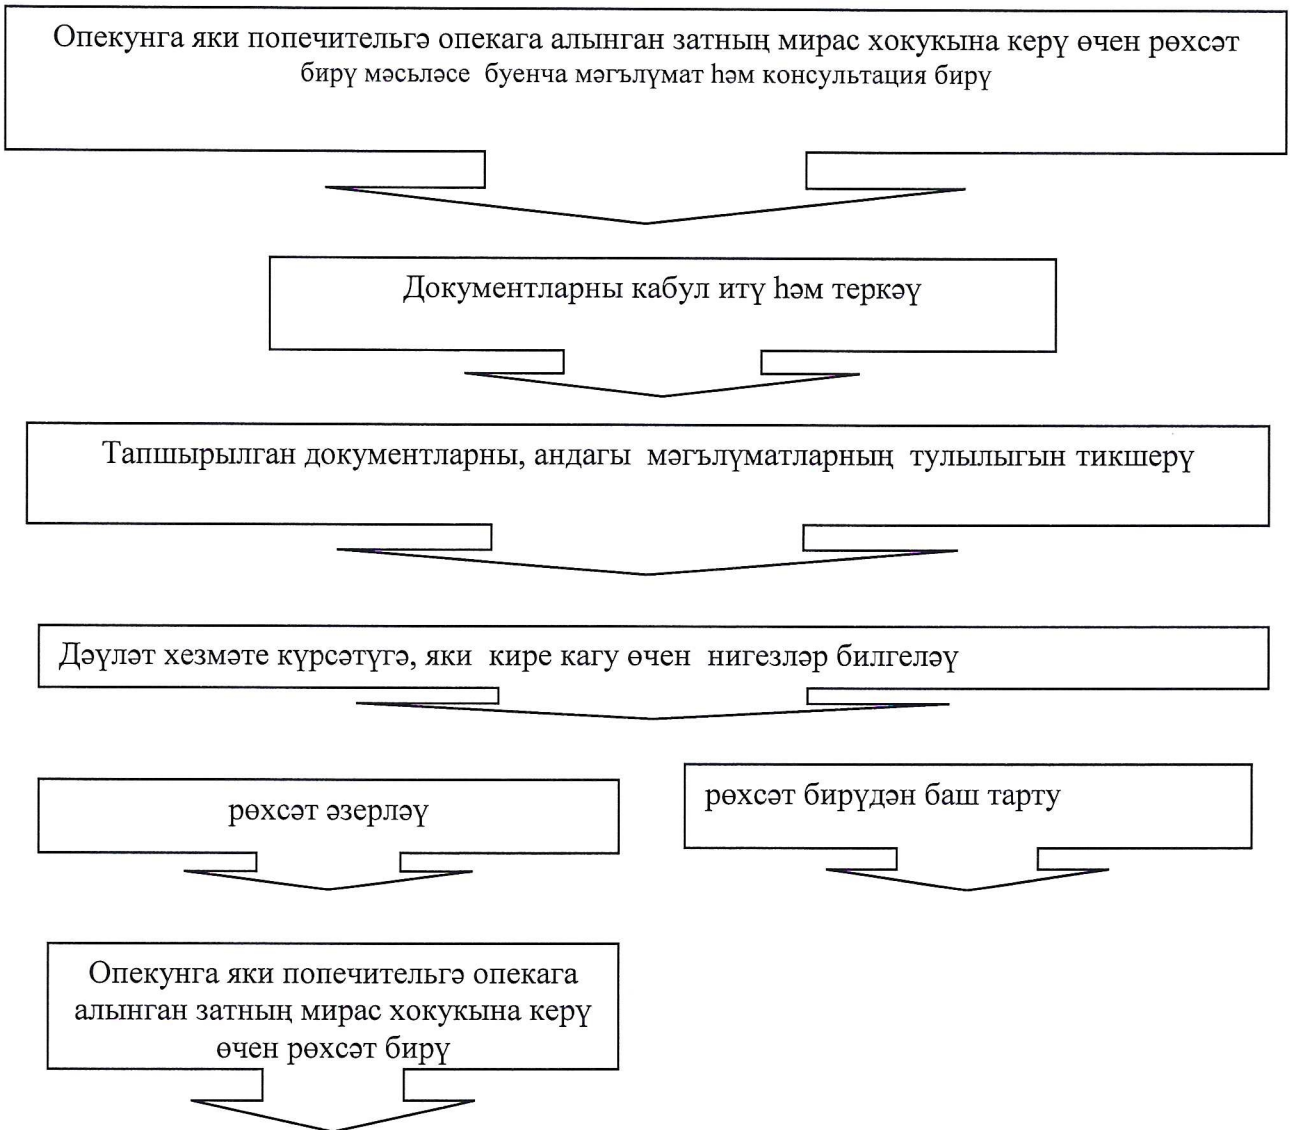 Опекунга яки попечительгә опекага алынган затның мирас хокукына керү өчен рөхсәт
бирү мәсьләсе буенча мәгълүмат һәм консультация бирү
Документларны кабул итү һәм теркәү
Тапшырылган документларны, андагы мәгълүматларның тулылыгын тикшерү
Дәүләт хезмәте күрсәтүгә, яки кире кагу өчен нигезләр билгеләү
рөхсәт әзерләү
рөхсәт бирүдән баш тарту
Опекунга яки попечительгә опекага
алынган затның мирас хокукына керү
өчен рөхсәт бирү